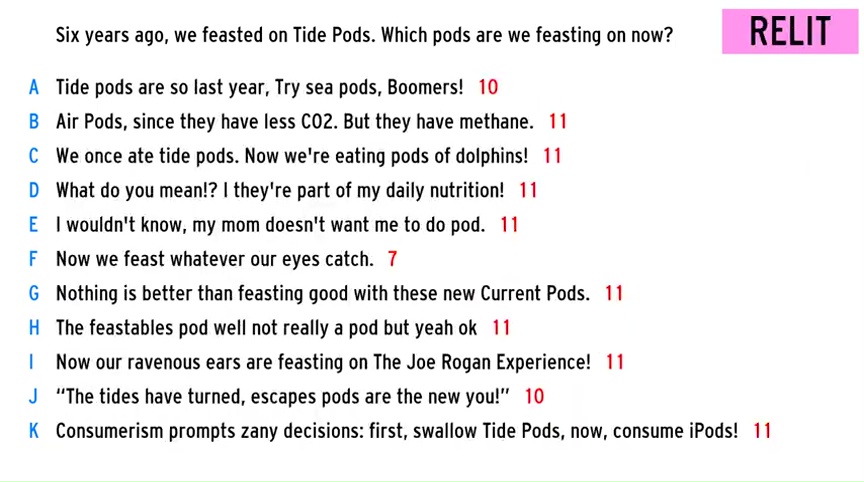 Six years ago, we feasted on Tide Pods. Which pods are we feasting on now?
RELIT
A Tide pods are so last year, Try sea pods, Boomers! 10
B Air Pods, since they have less CO2. But they have methane. 11
C We once ate tide pods. Now we're eating pods of dolphins! 11
D What do you mean!? I they're part of my daily nutrition! 11
E I wouldn't know, my mom doesn't want me to do pod. 11
F Now we feast whatever our eyes catch. 7
G Nothing is better than feasting good with these new Current Pods. 11
H The feastables pod well not really a pod but yeah ok 11
I Now our ravenous ears are feasting on The Joe Rogan Experience! 11
J “The tides have turned, escapes pods are the new you!” 10
K Consumerism prompts zany decisions: first, swallow Tide Pods, now, consume iPods! 11